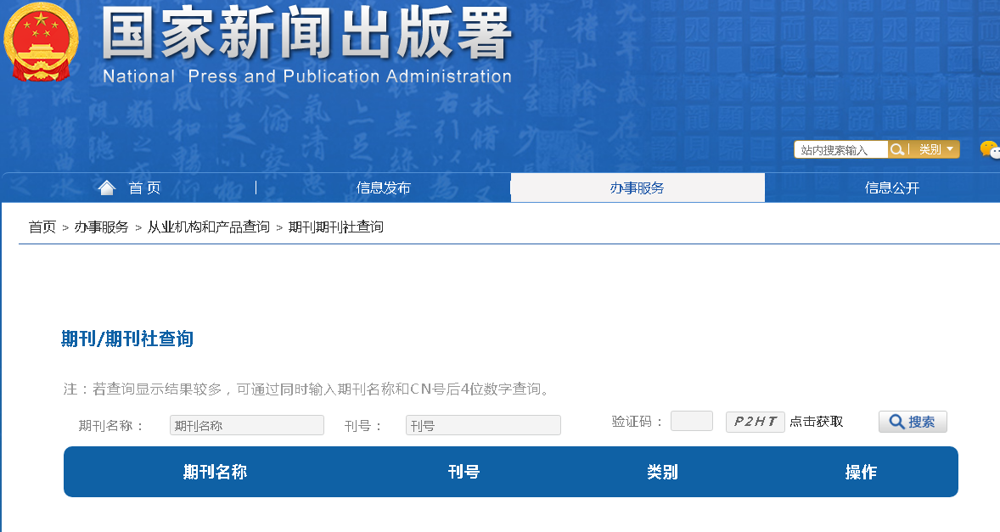 国家新闻出版署
National Press and Publication Administration
站内搜索输入 类别
首页 信息发布 办事服务 信息公开
首页 > 办事服务 > 从业机构和产品查询 > 期刊期刊社查询
期刊/期刊社查询
注：若查询显示结果较多，可通过同时输入期刊名称和CN号后4位数字查询。
期刊名称： 期刊名称 刊号： 刊号 验证码： P2HT 点击获取 搜索
期刊名称 刊号 类别 操作